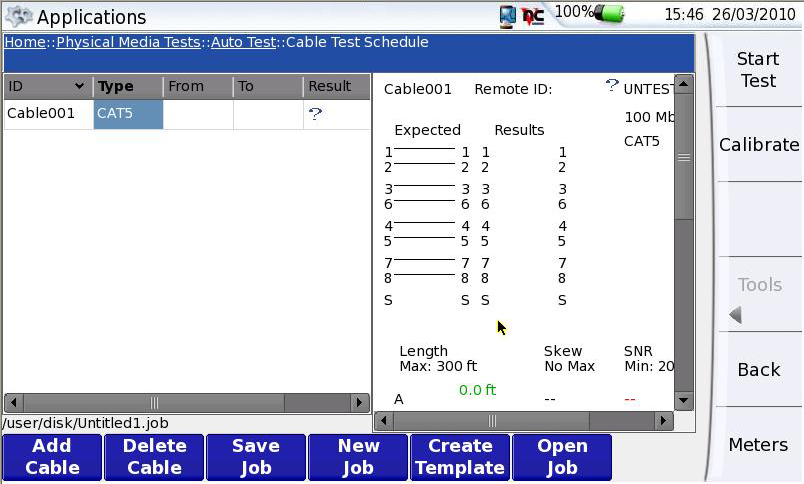 Applications
100%
15:46 26/03/2010
Home::Physical Media Tests::Auto Test::Cable Test Schedule
ID Type From To Result
Cable001 CAT5 ?
Cable001 Remote ID: ? UNTEST
100 Mb
CAT5
Expected Results
1 1 1 1
2 2 2 2
3 3 3 3
6 6 6 6
4 4 4 4
5 5 5 5
7 7 7 7
8 8 8 8
S S S S
Length Skew SNR
Max: 300 ft No Max Min: 20
0.0 ft
A -- --
/user/disk/Untitled1.job
Add
Cable
Delete
Cable
Save
Job
New
Job
Create
Template
Open
Job
Start
Test
Calibrate
Tools
Back
Meters